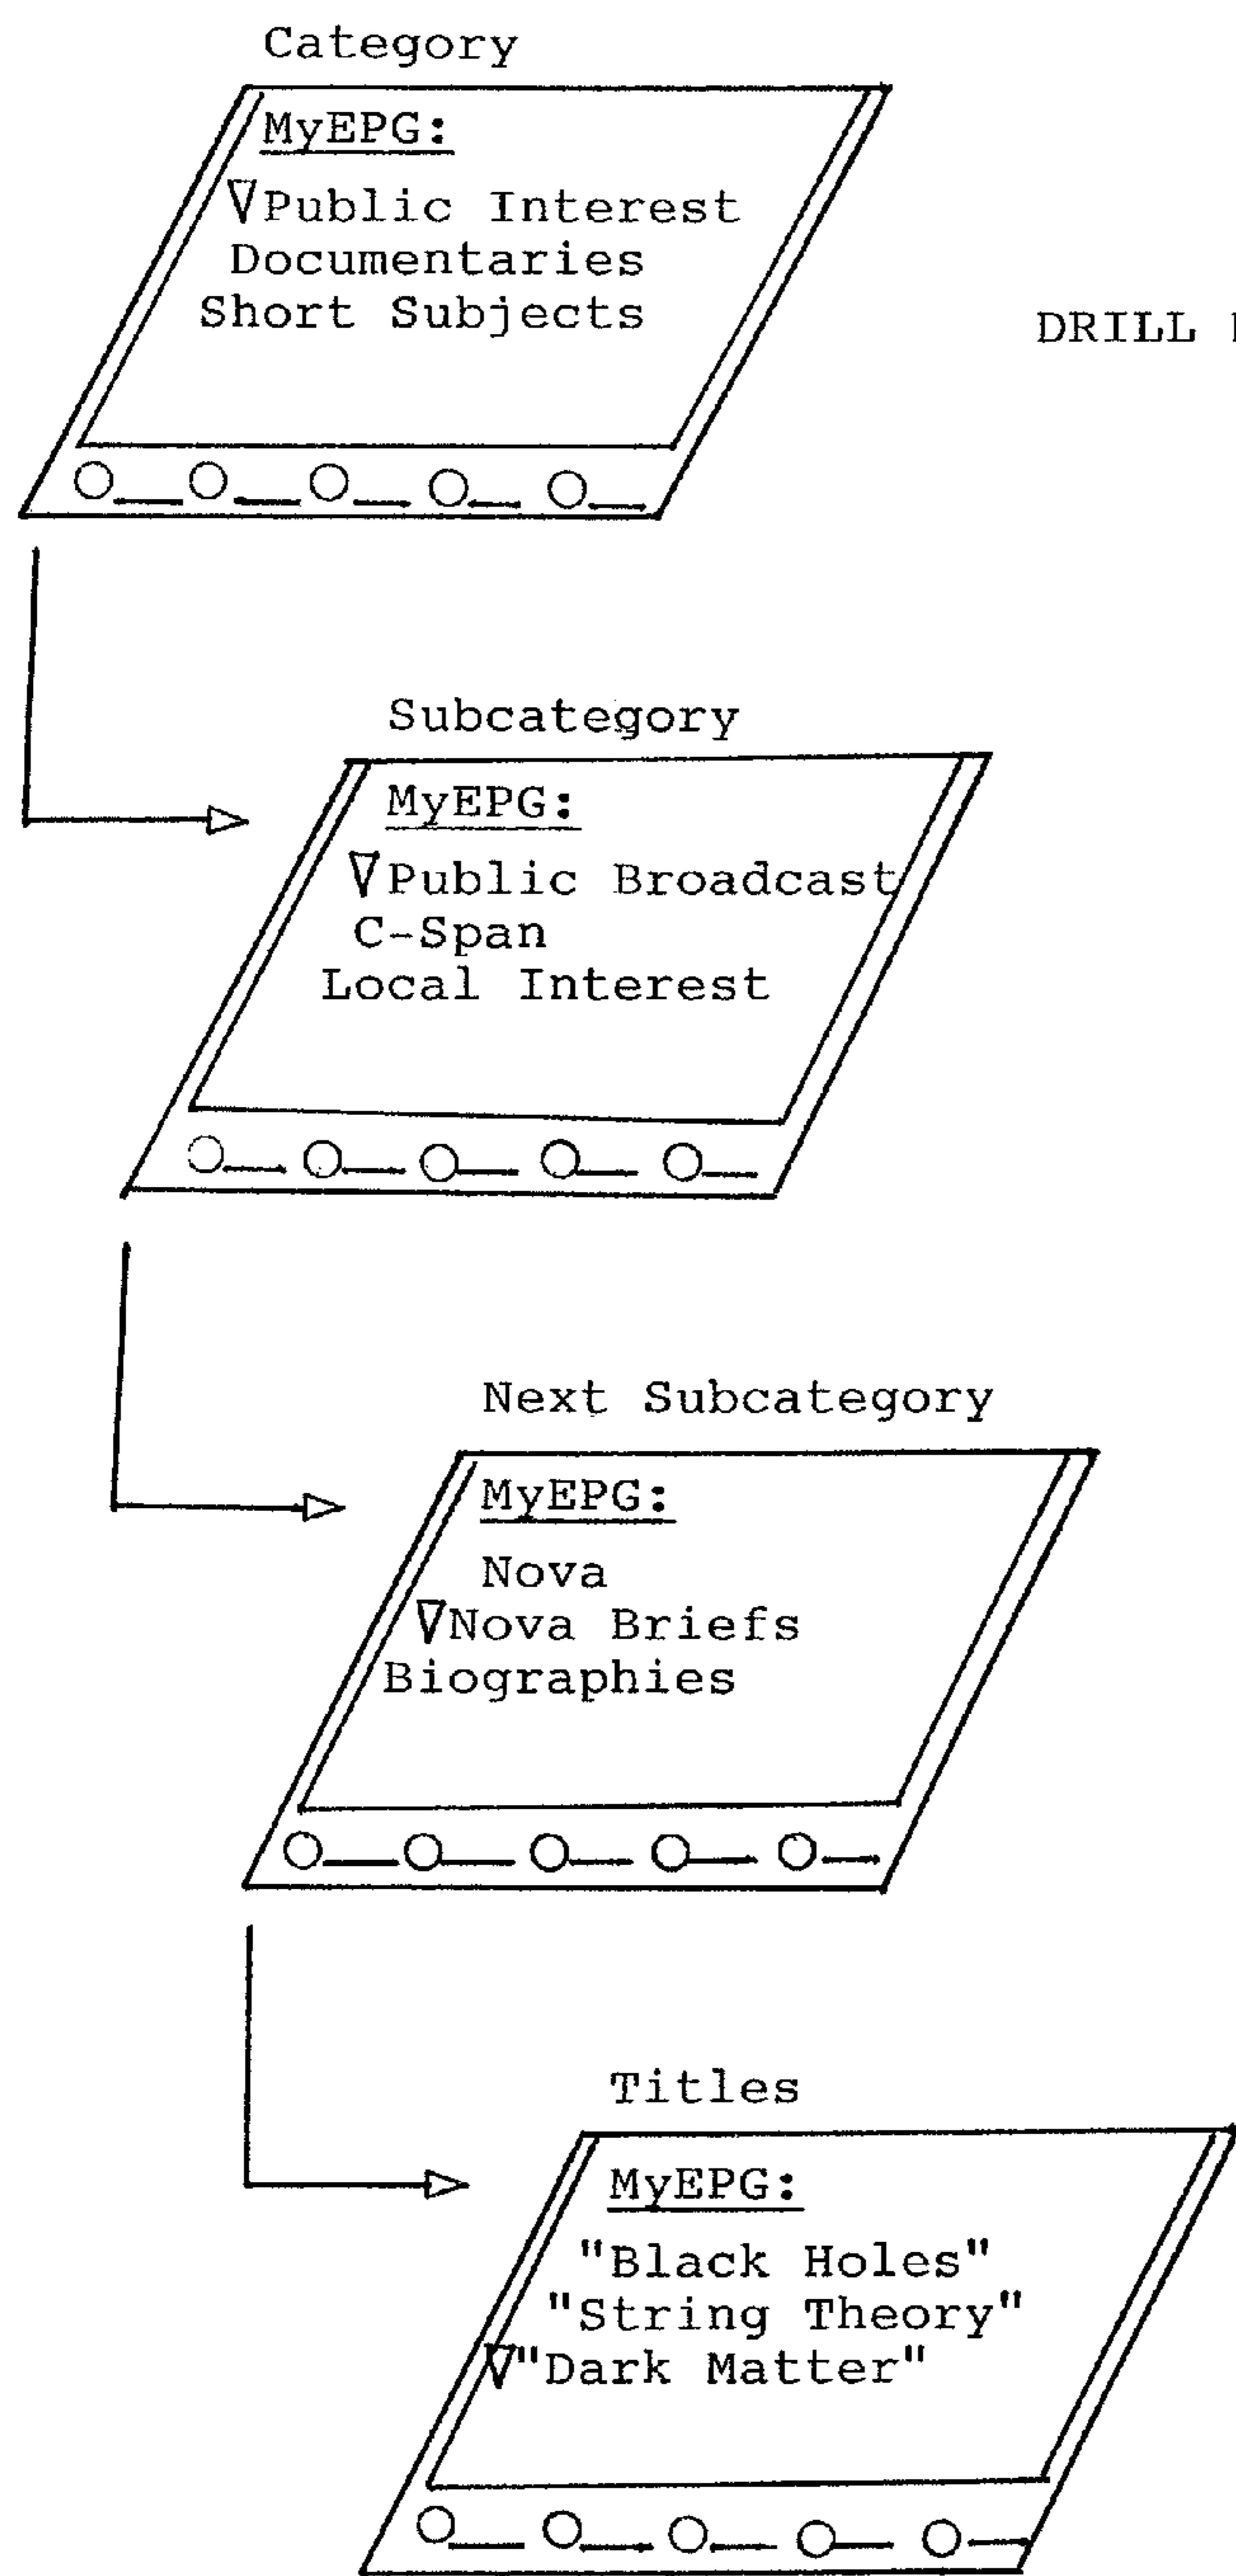 Category
MyEPG:
Public Interest
Documentaries
Short Subjects
DRILL
Subcategory
MyEPG:
Public Broadcast
C-Span
Local Interest
Next Subcategory
MyEPG:
Nova
Nova Briefs
Biographies
Titles
MyEPG:
"Black Holes"
"String Theory"
"Dark Matter"